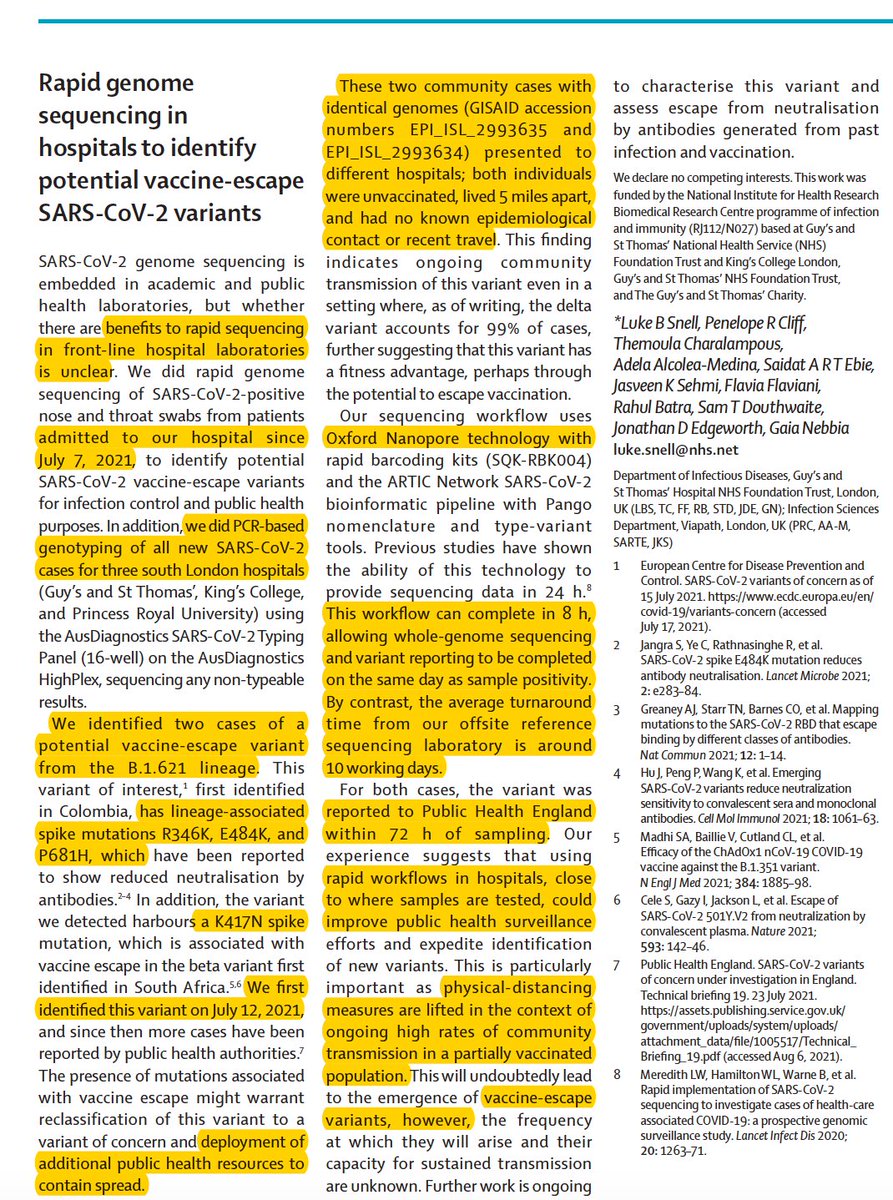 Rapid genome
sequencing in
hospitals to identify
potential vaccine-escape
SARS-CoV-2 variants
SARS-CoV-2 genome sequencing is
embedded in academic and public
health laboratories, but whether
there are benefits to rapid sequencing
in front-line hospital laboratories
is unclear. We did rapid genome
sequencing of SARS-CoV-2-positive
nose and throat swabs from patients
admitted to our hospital since
July 7, 2021, to identify potential
SARS-CoV-2 vaccine-escape variants
for infection control and public health
purposes. In addition, we did PCR-based
genotyping of all new SARS-CoV-2
cases for three south London hospitals
(Guy's and St Thomas', King's College,
and Princess Royal University) using
the AusDiagnostics SARS-CoV-2 Typing
Panel (16-well) on the AusDiagnostics
HighPlex, sequencing any non-typeable
results.
We identified two cases of a
potential vaccine-escape variant
from the B.1.621 lineage. This
variant of interest,1 first identified
in Colombia, has lineage-associated
spike mutations R346K, E484K, and
P681H, which have been reported
to show reduced neutralisation by
antibodies.2–4 In addition, the variant
we detected harbours a K417N spike
mutation, which is associated with
vaccine escape in the beta variant first
identified in South Africa.5,6 We first
identified this variant on July 12, 2021,
and since then more cases have been
reported by public health authorities.7
The presence of mutations associated
with vaccine escape might warrant
reclassification of this variant to a
variant of concern and deployment of
additional public health resources to
contain spread.
These two community cases with
identical genomes (GISAID accession
numbers EPI_ISL_2993635 and
EPI_ISL_2993634) presented to
different hospitals; both individuals
were unvaccinated, lived 5 miles apart,
and had no known epidemiological
contact or recent travel. This finding
indicates ongoing community
transmission of this variant even in a
setting where, as of writing, the delta
variant accounts for 99% of cases,
further suggesting that this variant has
a fitness advantage, perhaps through
the potential to escape vaccination.
Our sequencing workflow uses
Oxford Nanopore technology with
rapid barcoding kits (SQK-RBK004)
and the ARTIC Network SARS-CoV-2
bioinformatic pipeline with Pango
nomenclature and type-variant
tools. Previous studies have shown
the ability of this technology to
provide sequencing data in 24 h.8
This workflow can complete in 8 h,
allowing whole-genome sequencing
and variant reporting to be completed
on the same day as sample positivity.
By contrast, the average turnaround
time from our offsite reference
sequencing laboratory is around
10 working days.
For both cases, the variant was
reported to Public Health England
within 72 h of sampling. Our
experience suggests that using
rapid workflows in hospitals, close
to where samples are tested, could
improve public health surveillance
efforts and expedite identification
of new variants. This is particularly
important as physical-distancing
measures are lifted in the context of
ongoing high rates of community
transmission in a partially vaccinated
population. This will undoubtedly lead
to the emergence of vaccine-escape
variants, however, the frequency
at which they will arise and their
capacity for sustained transmission
are unknown. Further work is ongoing
to characterise this variant and
assess escape from neutralisation
by antibodies generated from past
infection and vaccination.
We declare no competing interests. This work was
funded by the National Institute for Health Research
Biomedical Research Centre programme of infection
and immunity (RJ112/N027) based at Guy's and
St Thomas' National Health Service (NHS)
Foundation Trust and King's College London,
Guy's and St Thomas' NHS Foundation Trust,
and The Guy's and St Thomas' Charity.
*Luke B Snell, Penelope R Cliff,
Themoula Charalampous,
Adela Alcolea-Medina, Saidat A R T Ebie,
Jasveen K Sehmi, Flavia Flaviani,
Rahul Batra, Sam T Douthwaite,
Jonathan D Edgeworth, Gaia Nebbia
luke.snell@nhs.net
Department of Infectious Diseases, Guy's and
St Thomas' Hospital NHS Foundation Trust, London,
UK (LBS, TC, FF, RB, STD, JDE, GN); Infection Sciences
Department, Viapath, London, UK (PRC, AA-M,
SARTE, JKS)
1 European Centre for Disease Prevention and
Control. SARS-CoV-2 variants of concern as of
15 July 2021. https://www.ecdc.europa.eu/en/
covid-19/variants-concern (accessed
July 17, 2021).
2 Jangra S, Ye C, Rathnasinghe R, et al.
SARS-CoV-2 spike E484K mutation reduces
antibody neutralisation. Lancet Microbe 2021;
2: e283–84.
3 Greaney AJ, Starr TN, Barnes CO, et al. Mapping
mutations to the SARS-CoV-2 RBD that escape
binding by different classes of antibodies.
Nat Commun 2021; 12: 1–14.
4 Hu J, Peng P, Wang K, et al. Emerging
SARS-CoV-2 variants reduce neutralization
sensitivity to convalescent sera and monoclonal
antibodies. Cell Mol Immunol 2021; 18: 1061–63.
5 Madhi SA, Baillie V, Cutland CL, et al.
Efficacy of the ChAdOx1 nCoV-19 COVID-19
vaccine against the B.1.351 variant.
N Engl J Med 2021; 384: 1885–98.
6 Cele S, Gazy I, Jackson L, et al. Escape of
SARS-CoV-2 501Y.V2 from neutralization by
convalescent plasma. Nature 2021;
593: 142–46.
7 Public Health England. SARS-CoV-2 variants
of concern under investigation in England.
Technical briefing 19. 23 July 2021.
https://assets.publishing.service.gov.uk/
government/uploads/system/uploads/
attachment_data/file/1005517/Technical_
Briefing_19.pdf (accessed Aug 6, 2021).
8 Meredith LW, Hamilton WL, Warne B, et al.
Rapid implementation of SARS-CoV-2
sequencing to investigate cases of health-care
associated COVID-19: a prospective genomic
surveillance study. Lancet Infect Dis 2020;
20: 1263–71.